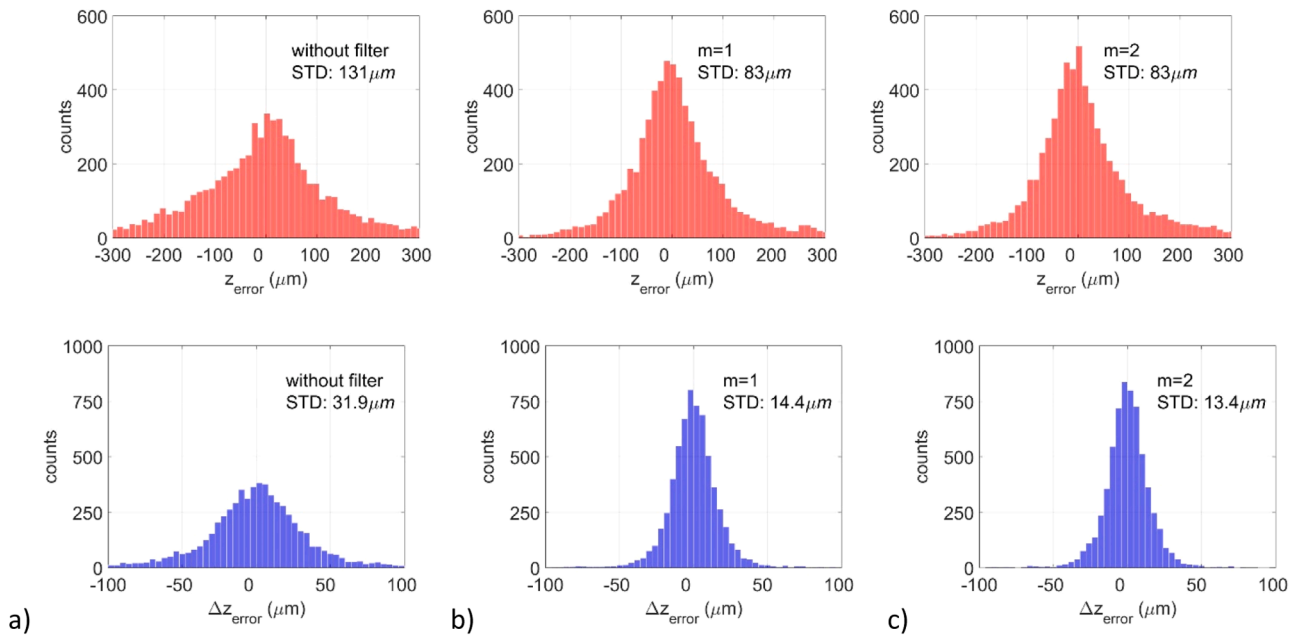 600
400
200
0
counts
without filter
STD: 131μm
-300 -200 -100 0 100 200 300
z_error (μm)
600
400
200
0
counts
m=1
STD: 83μm
-300 -200 -100 0 100 200 300
z_error (μm)
600
400
200
0
counts
m=2
STD: 83μm
-300 -200 -100 0 100 200 300
z_error (μm)
1000
750
500
250
0
counts
without filter
STD: 31.9μm
-100 -50 0 50 100
Δz_error (μm)
a)
1000
750
500
250
0
counts
m=1
STD: 14.4μm
-100 -50 0 50 100
Δz_error (μm)
b)
1000
750
500
250
0
counts
m=2
STD: 13.4μm
-100 -50 0 50 100
Δz_error (μm)
c)